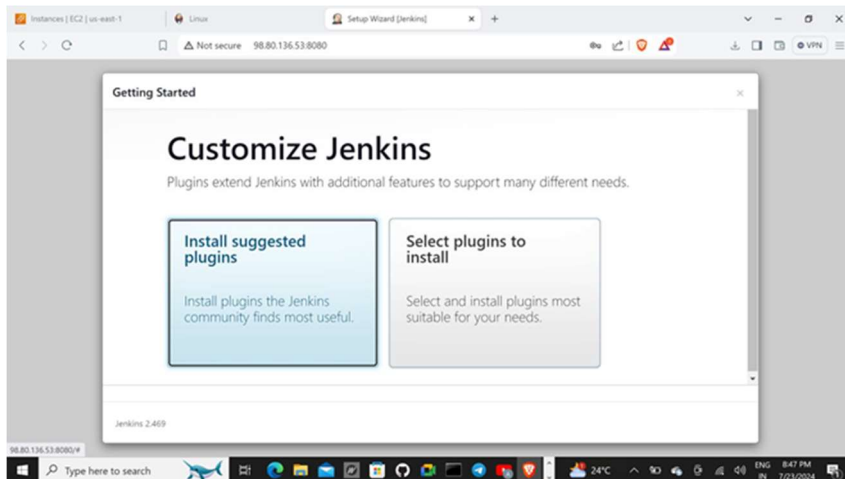 Instances | EC2 | us-east-1
Linux
Setup Wizard [Jenkins]
Not secure 98.80.136.53:8080
VPN
Getting Started
Customize Jenkins
Plugins extend Jenkins with additional features to support many different needs.
Install suggested
plugins
Install plugins the Jenkins
community finds most useful.
Select plugins to
install
Select and install plugins most
suitable for your needs.
Jenkins 2.469
98.80.136.53:8080/#
Type here to search
24°C
ENG
IN
8:47 PM
7/23/2024